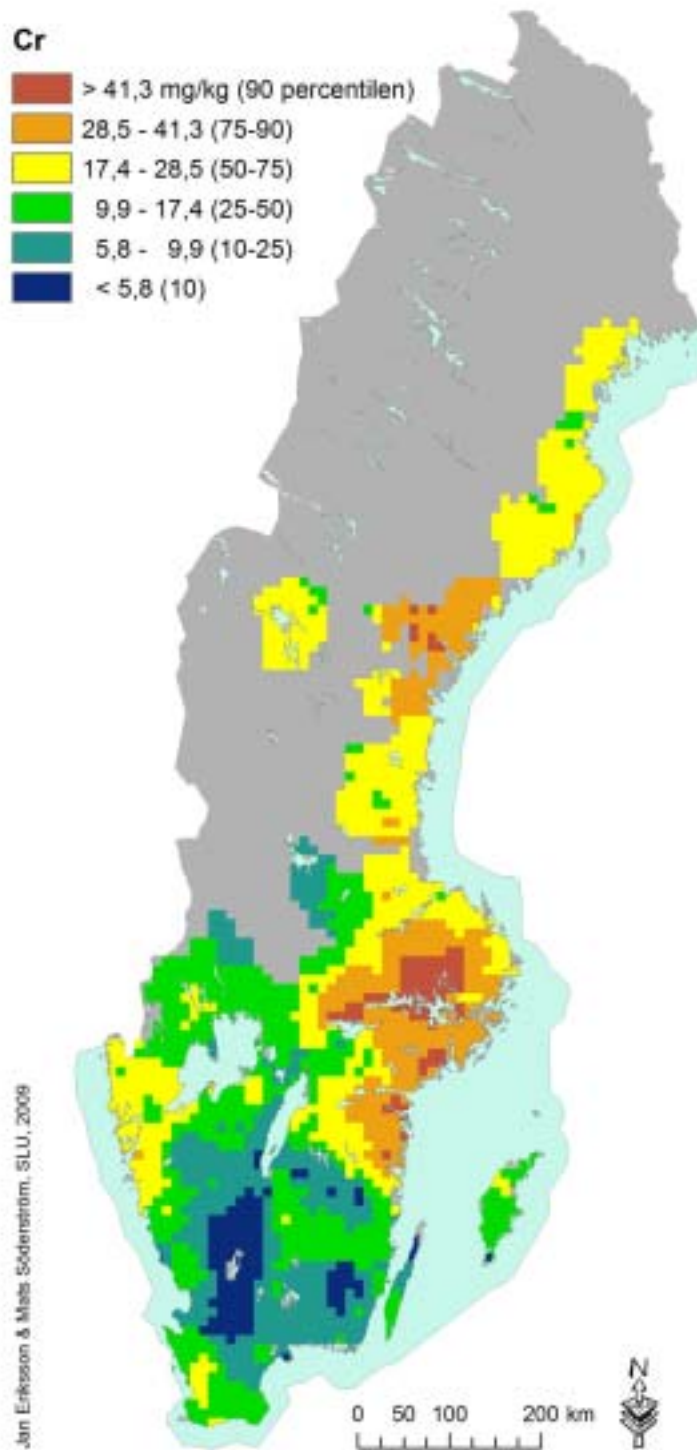 Cr
> 41,3 mg/kg (90 percentilen)
28,5 - 41,3 (75-90)
17,4 - 28,5 (50-75)
9,9 - 17,4 (25-50)
5,8 - 9,9 (10-25)
< 5,8 (10)
Jan Eriksson & Mats Söderström, SLU, 2009
N
0 50 100 200 km